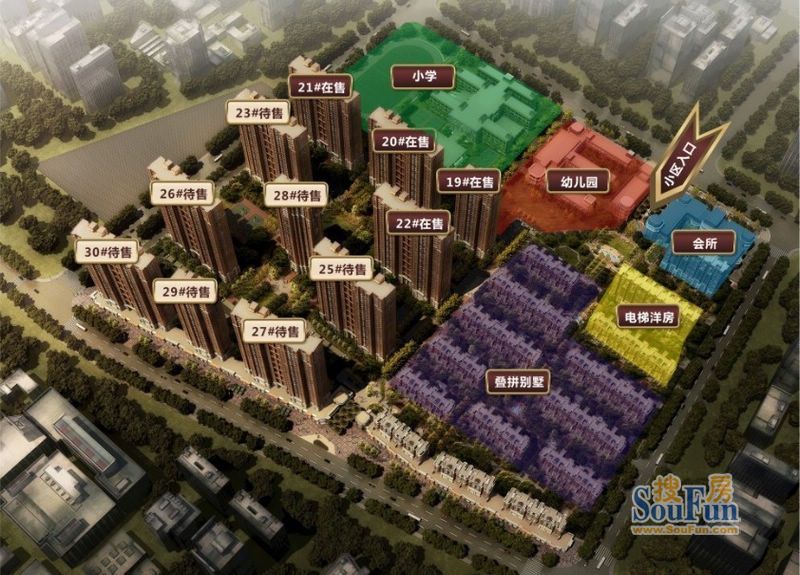 小学
21#在售
23#待售
20#在售
19#在售
幼儿园
小区入口
26#待售
28#待售
22#在售
会所
30#待售
25#待售
29#待售
电梯洋房
27#待售
叠拼别墅
搜房
SouFun
www.SouFun.com